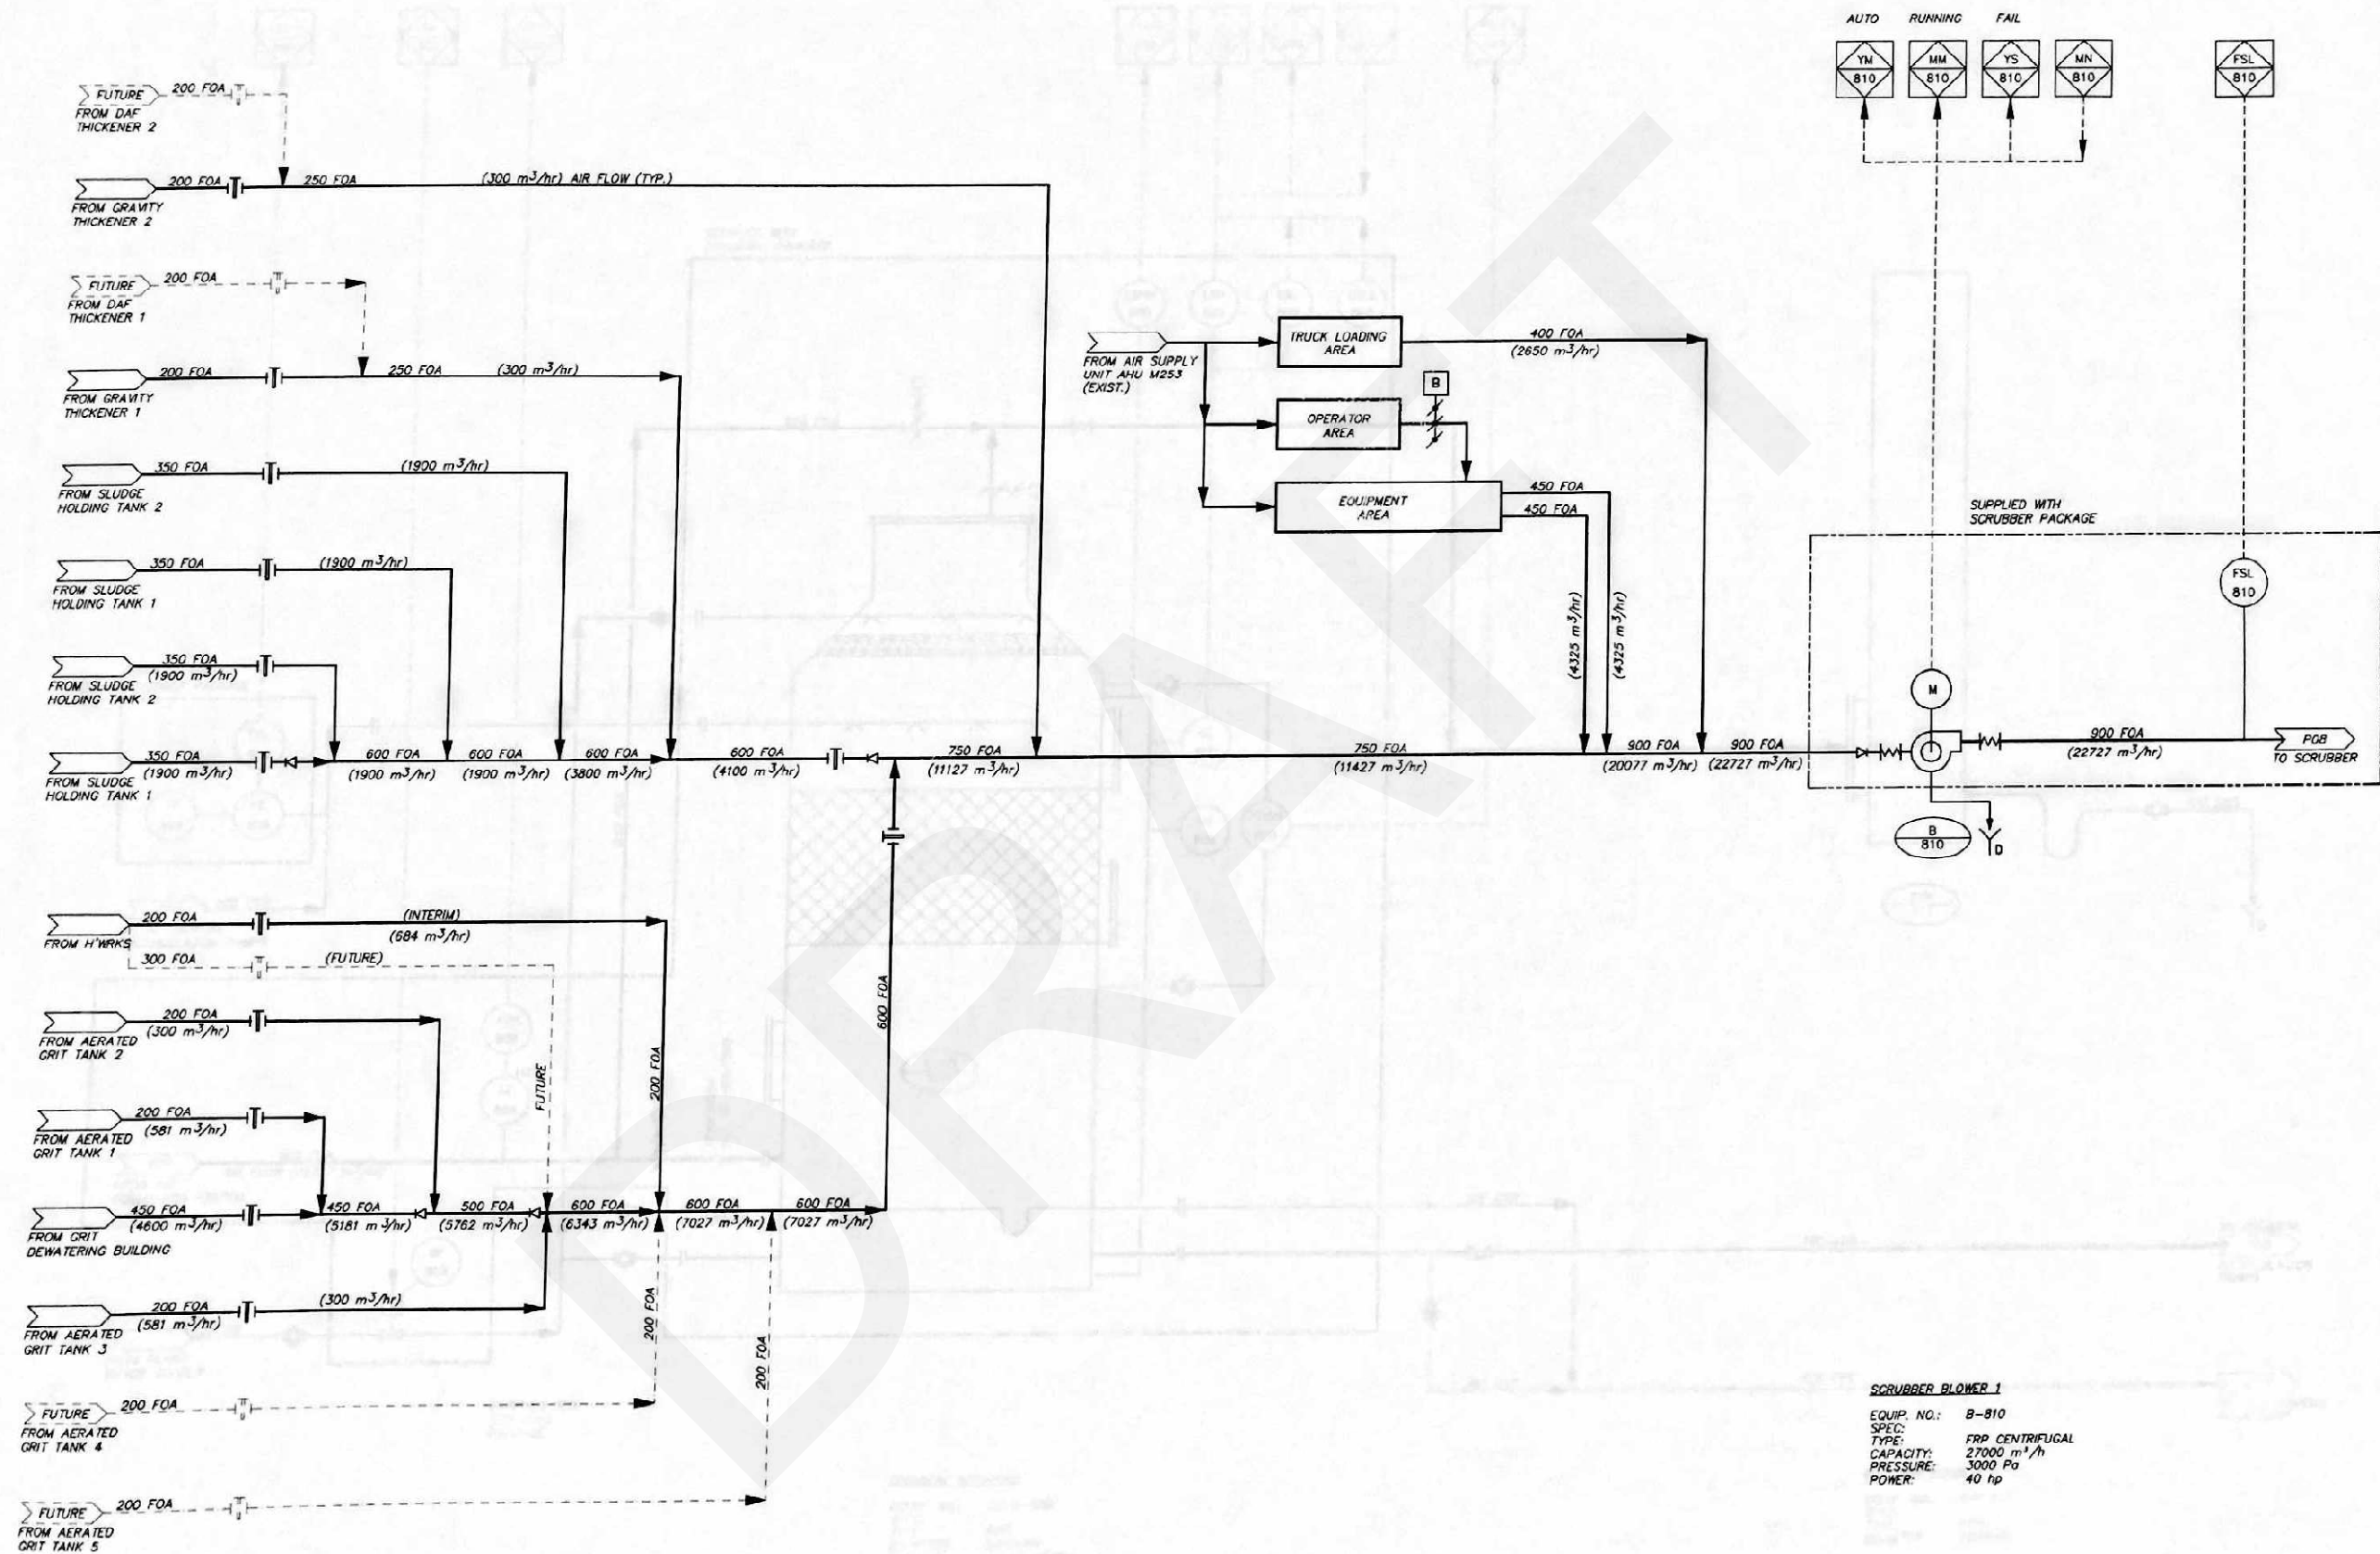 AUTO RUNNING FAIL
YM
810
MM
810
YS
810
MN
810
FSL
810
FUTURE
200 FOA
FROM DAF
THICKENER 2
200 FOA
250 FOA
(300 m³/hr) AIR FLOW (TYP.)
FROM GRAVITY
THICKENER 2
FUTURE
200 FOA
FROM DAF
THICKENER 1
200 FOA
250 FOA
(300 m³/hr)
FROM GRAVITY
THICKENER 1
350 FOA
(1900 m³/hr)
FROM SLUDGE
HOLDING TANK 2
350 FOA
(1900 m³/hr)
FROM SLUDGE
HOLDING TANK 1
350 FOA
(1900 m³/hr)
FROM SLUDGE
HOLDING TANK 2
350 FOA
(1900 m³/hr)
FROM SLUDGE
HOLDING TANK 1
600 FOA
(1900 m³/hr)
600 FOA
(1900 m³/hr)
600 FOA
(3800 m³/hr)
600 FOA
(4100 m³/hr)
750 FOA
(11127 m³/hr)
750 FOA
(11427 m³/hr)
900 FOA
(20077 m³/hr)
900 FOA
(22727 m³/hr)
FROM AIR SUPPLY
UNIT AHU M253
(EXIST.)
TRUCK LOADING
AREA
400 FOA
(2650 m³/hr)
B
OPERATOR
AREA
EQUIPMENT
AREA
450 FOA
450 FOA
(4325 m³/hr)
(4325 m³/hr)
SUPPLIED WITH
SCRUBBER PACKAGE
FSL
810
M
900 FOA
(22727 m³/hr)
PGB
TO SCRUBBER
B
810
D
200 FOA
(INTERIM)
(684 m³/hr)
FROM H'WRKS
300 FOA
(FUTURE)
200 FOA
(300 m³/hr)
FROM AERATED
GRIT TANK 2
FUTURE
200 FOA
600 FOA
200 FOA
(581 m³/hr)
FROM AERATED
GRIT TANK 1
450 FOA
(4600 m³/hr)
FROM GRIT
DEWATERING BUILDING
450 FOA
(5181 m³/hr)
500 FOA
(5762 m³/hr)
600 FOA
(6343 m³/hr)
600 FOA
(7027 m³/hr)
600 FOA
(7027 m³/hr)
200 FOA
(581 m³/hr)
(300 m³/hr)
FROM AERATED
GRIT TANK 3
200 FOA
200 FOA
FUTURE
200 FOA
FROM AERATED
GRIT TANK 4
FUTURE
200 FOA
FROM AERATED
GRIT TANK 5
SCRUBBER BLOWER 1
EQUIP. NO.: B-810
SPEC:
TYPE: FRP CENTRIFUGAL
CAPACITY: 27000 m³/h
PRESSURE: 3000 Pa
POWER: 40 hp
DRAFT